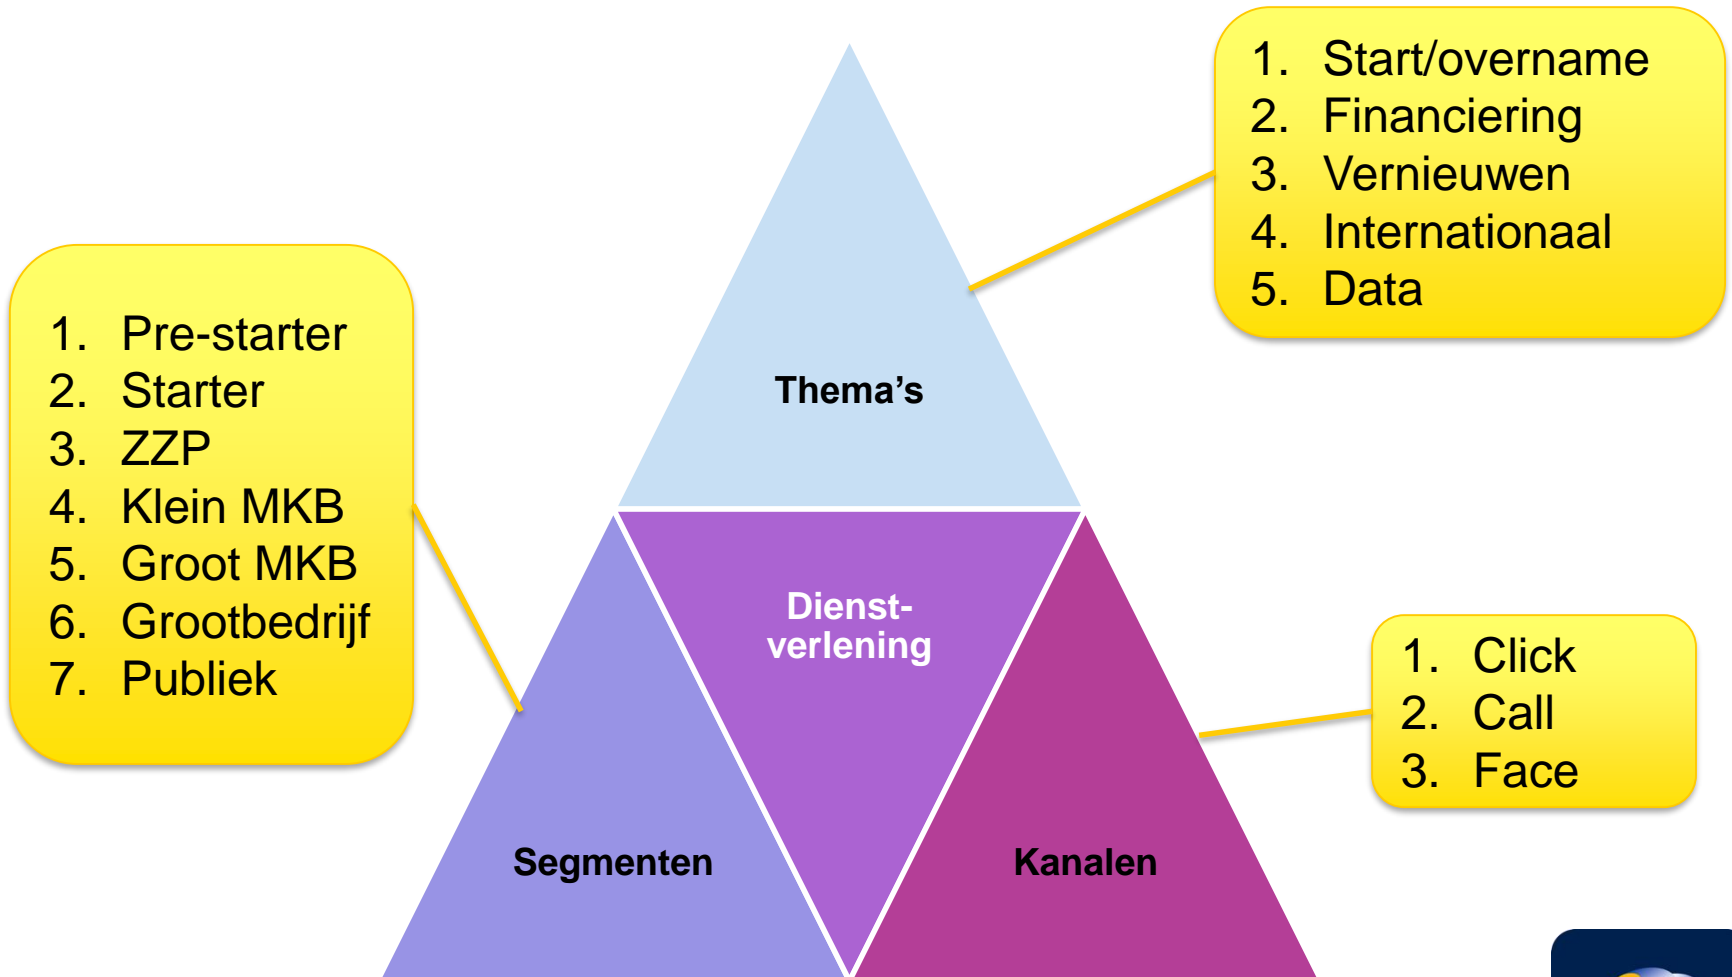 1. Start/overname
2. Financiering
3. Vernieuwen
4. Internationaal
5. Data
1. Pre-starter
2. Starter
3. ZZP
4. Klein MKB
5. Groot MKB
6. Grootbedrijf
7. Publiek
Thema’s
Dienst-
verlening
1. Click
2. Call
3. Face
Segmenten
Kanalen